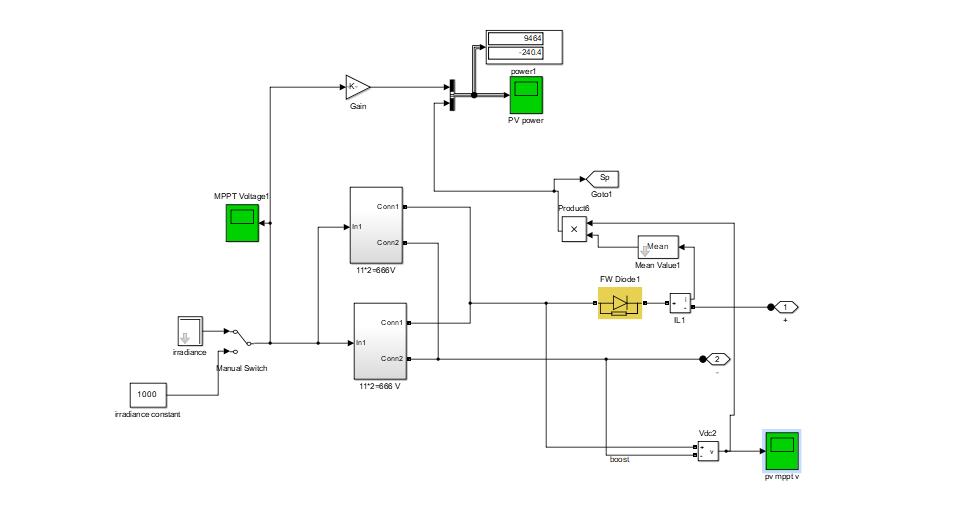 9464
-240.4
power1
-K-
Gain
PV power
MPPT Voltage1
Conn1
In1
Conn2
11*2=666V
Sp
Goto1
Product6
×
Mean
Mean Value1
FW Diode1
+
i
-
IL1
1
+
irradiance
Manual Switch
1000
irradiance constant
Conn1
In1
Conn2
11*2=666 V
2
-
Vdc2
+
v
-
boost
pv mppt v